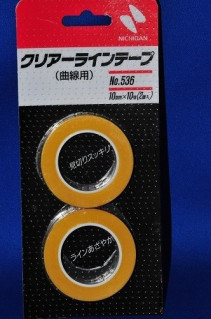 NICHIBAN
クリアーラインテープ
(曲線用)
No.536
10mm×10m(2巻入)
見切りスッキリ
ラインあざやか